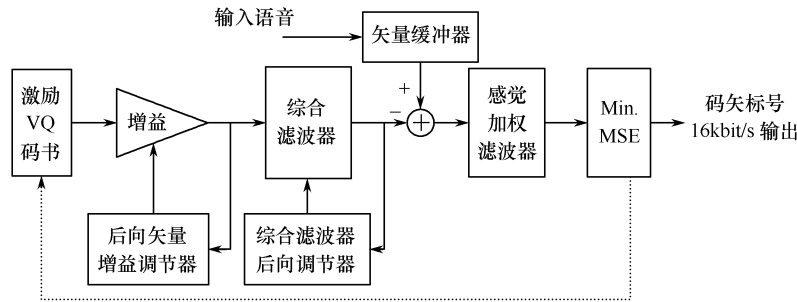 输入语音
矢量缓冲器
激励
VQ
码书
增益
综合
滤波器
+
−
感觉
加权
滤波器
Min.
MSE
码矢标号
16kbit/s 输出
后向矢量
增益调节器
综合滤波器
后向调节器